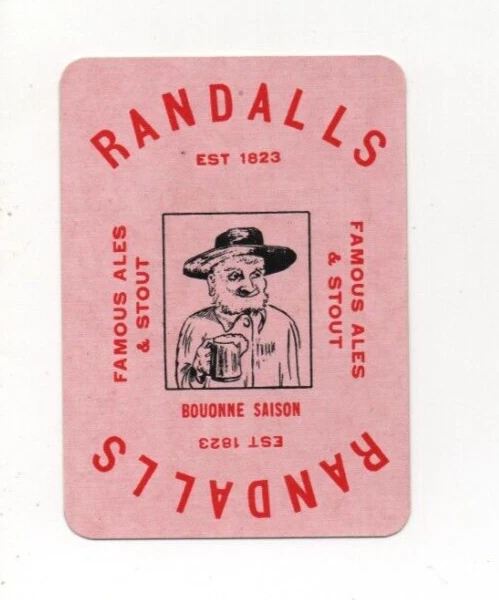 RANDALLS
EST 1823
FAMOUS ALES
& STOUT
FAMOUS ALES
& STOUT
BOUONNE SAISON
EST 1823
RANDALLS